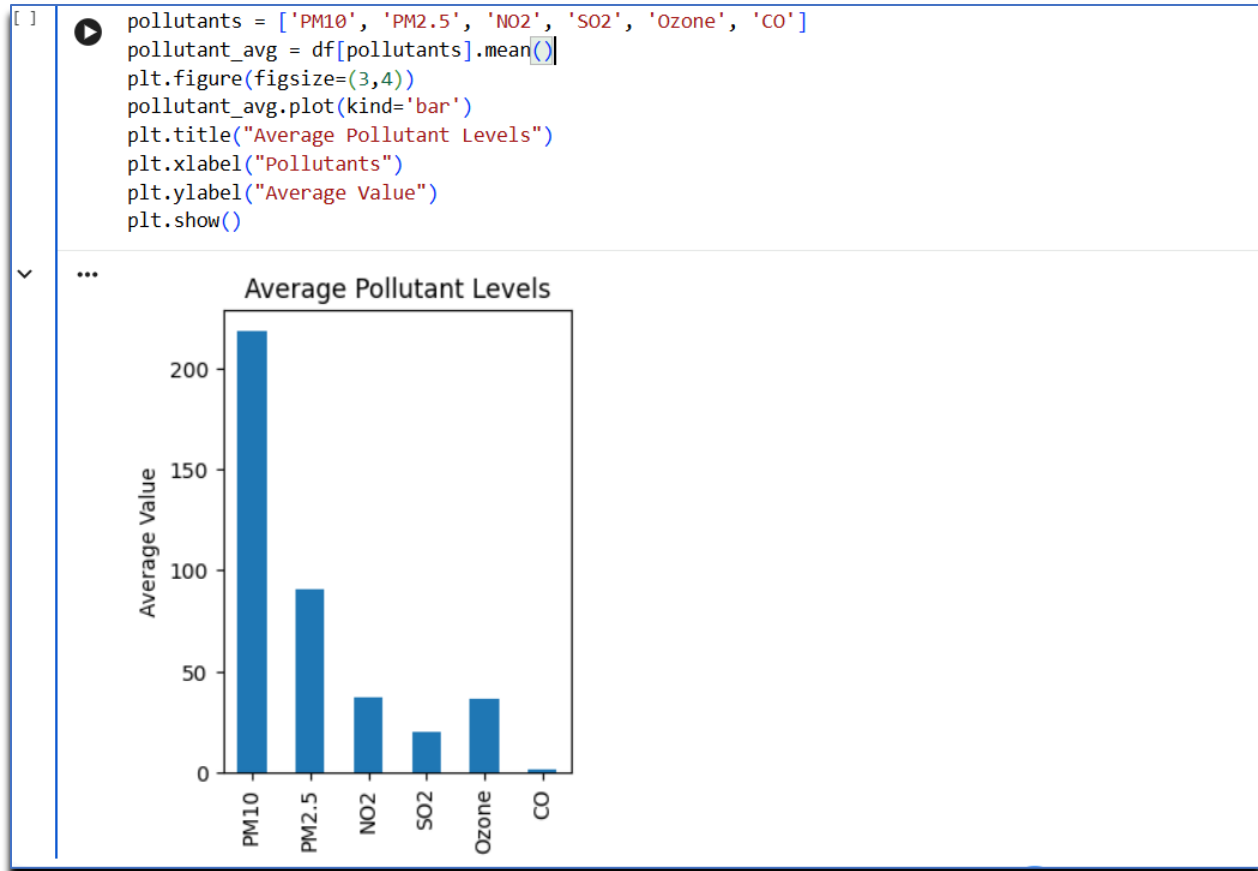 [ ]
pollutants = ['PM10', 'PM2.5', 'NO2', 'SO2', 'Ozone', 'CO']
pollutant_avg = df[pollutants].mean()
plt.figure(figsize=(3,4))
pollutant_avg.plot(kind='bar')
plt.title("Average Pollutant Levels")
plt.xlabel("Pollutants")
plt.ylabel("Average Value")
plt.show()
Average Pollutant Levels
Average Value
200
150
100
50
0
PM10
PM2.5
NO2
SO2
Ozone
CO